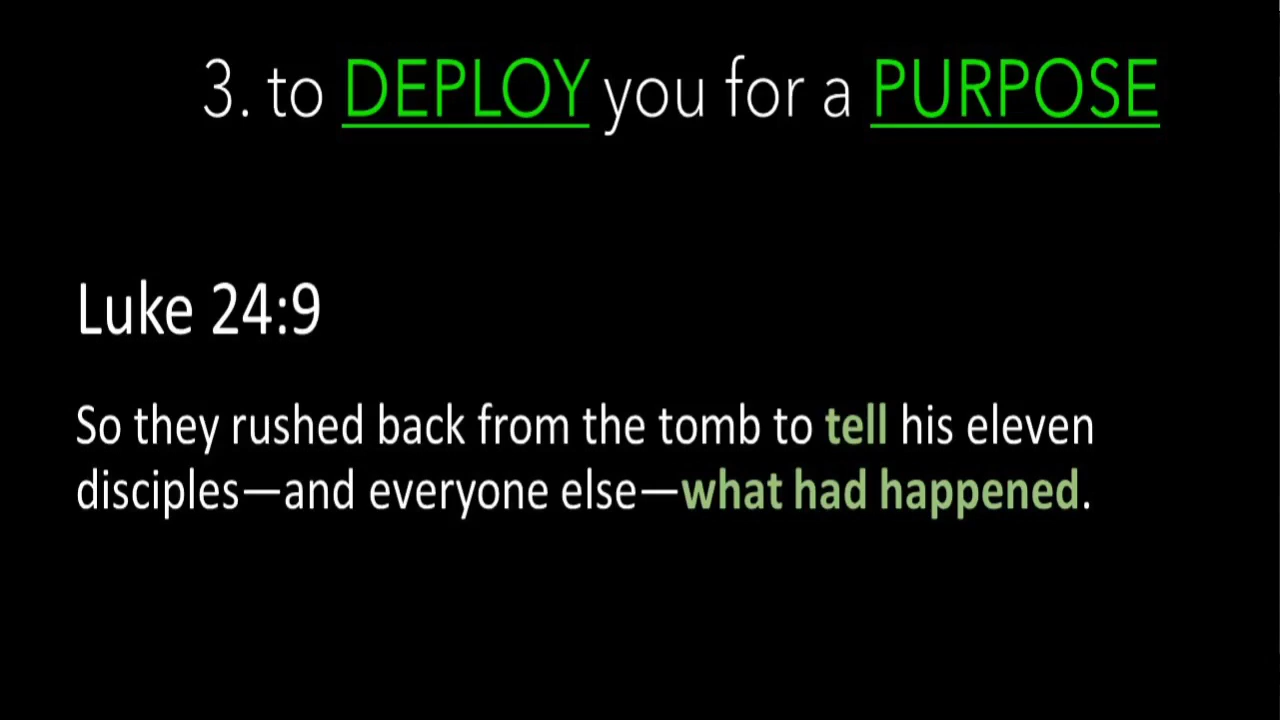 3. to DEPLOY you for a PURPOSE
Luke 24:9
So they rushed back from the tomb to tell his eleven
disciples—and everyone else—what had happened.